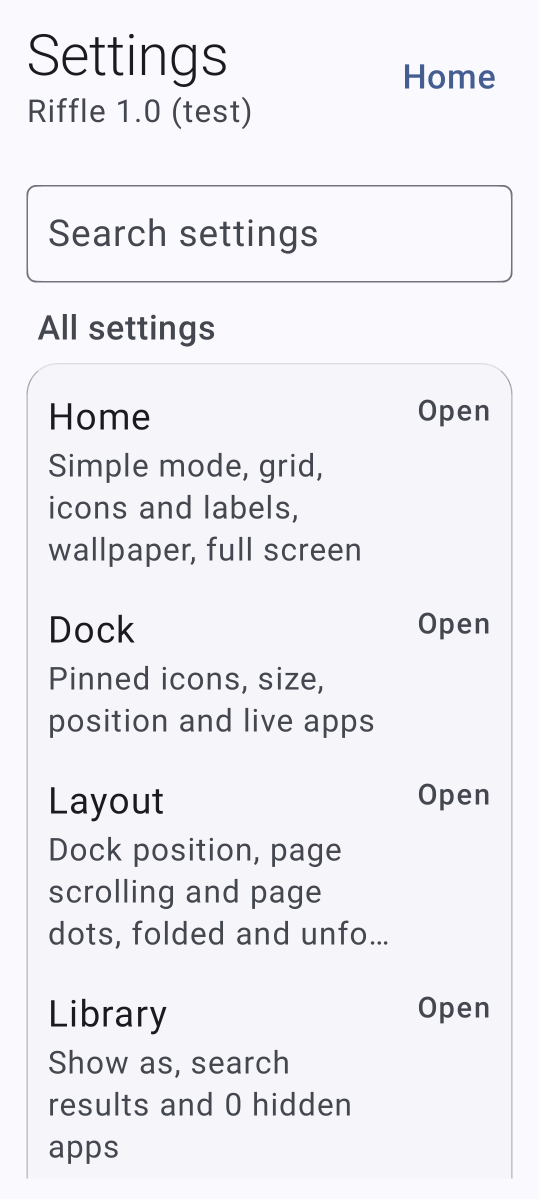 Settings
Home
Riffle 1.0 (test)
Search settings
All settings
Home
Open
Simple mode, grid,
icons and labels,
wallpaper, full screen
Dock
Open
Pinned icons, size,
position and live apps
Layout
Open
Dock position, page
scrolling and page
dots, folded and unfo…
Library
Open
Show as, search
results and 0 hidden
apps